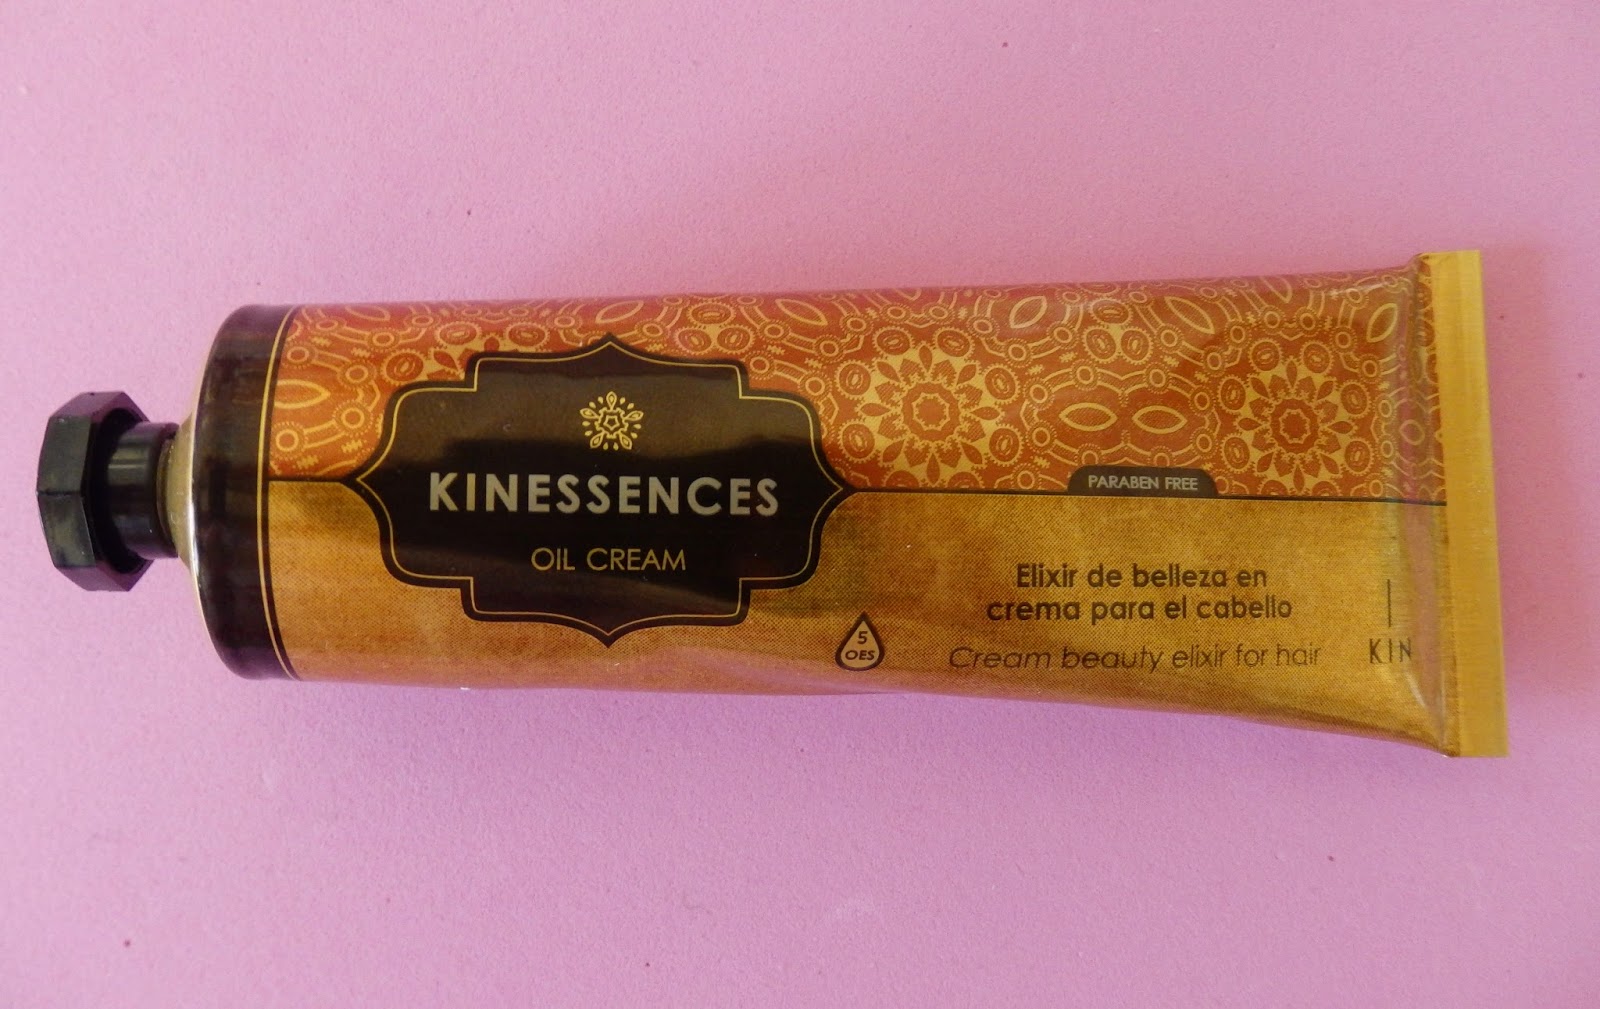 KINESSENCES
OIL CREAM
PARABEN FREE
Elixir de belleza en
crema para el cabello
Cream beauty elixir for hair
5
OES
KIN